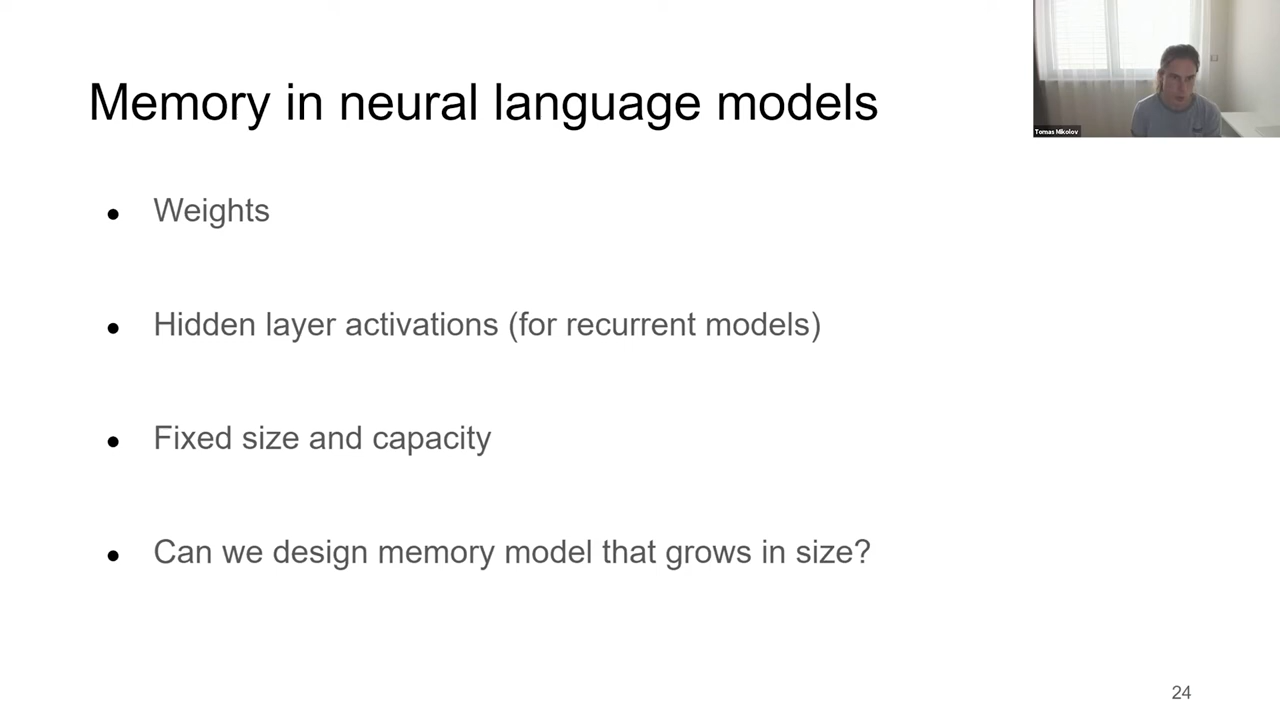 Memory in neural language models
Tomas Mikolov
● Weights
● Hidden layer activations (for recurrent models)
● Fixed size and capacity
● Can we design memory model that grows in size?
24